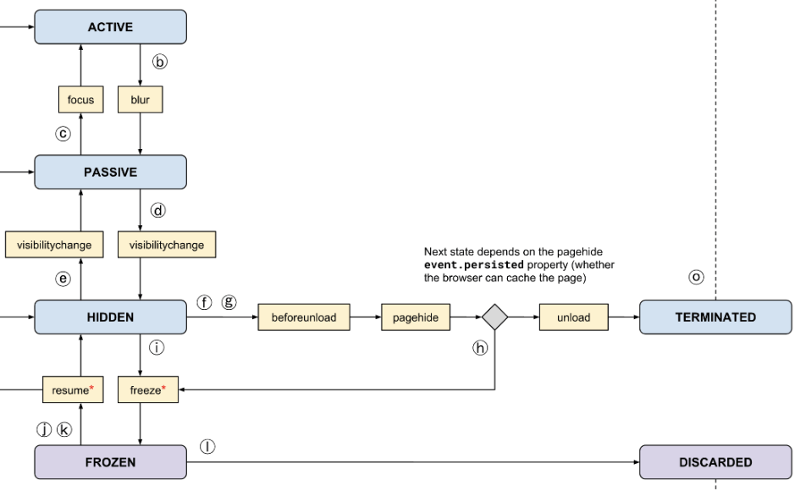 ACTIVE
ⓑ
focus
blur
ⓒ
PASSIVE
ⓓ
visibilitychange
visibilitychange
Next state depends on the pagehide
event.persisted property (whether
the browser can cache the page)
ⓔ
ⓞ
ⓕ ⓖ
HIDDEN
beforeunload
pagehide
unload
TERMINATED
ⓘ
ⓗ
resume*
freeze*
ⓙ ⓚ
ⓛ
FROZEN
DISCARDED